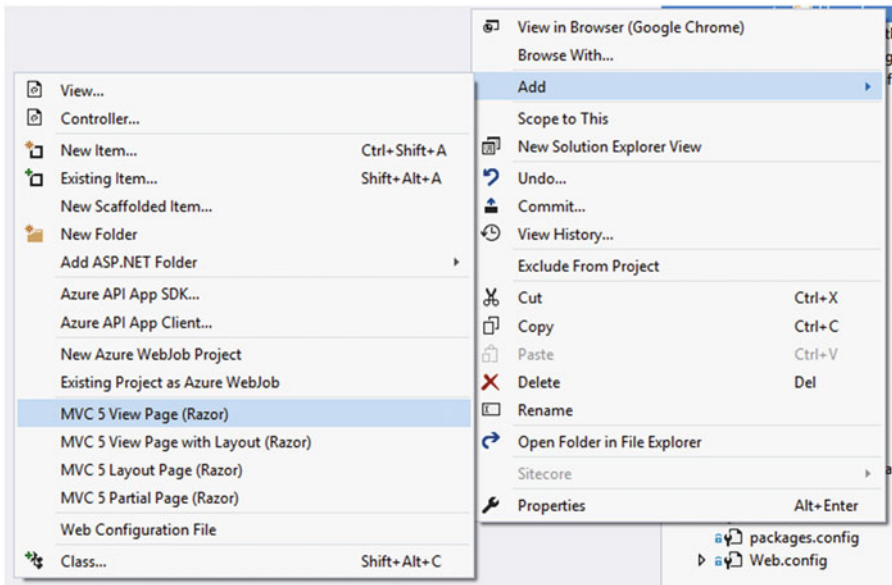 View in Browser (Google Chrome)
Browse With...
Add
Scope to This
New Solution Explorer View
Undo...
Commit...
View History...
Exclude From Project
Cut Ctrl+X
Copy Ctrl+C
Paste Ctrl+V
Delete Del
Rename
Open Folder in File Explorer
Sitecore
Properties Alt+Enter
View...
Controller...
New Item... Ctrl+Shift+A
Existing Item... Shift+Alt+A
New Scaffolded Item...
New Folder
Add ASP.NET Folder
Azure API App SDK...
Azure API App Client...
New Azure WebJob Project
Existing Project as Azure WebJob
MVC 5 View Page (Razor)
MVC 5 View Page with Layout (Razor)
MVC 5 Layout Page (Razor)
MVC 5 Partial Page (Razor)
Web Configuration File
Class... Shift+Alt+C
packages.config
Web.config